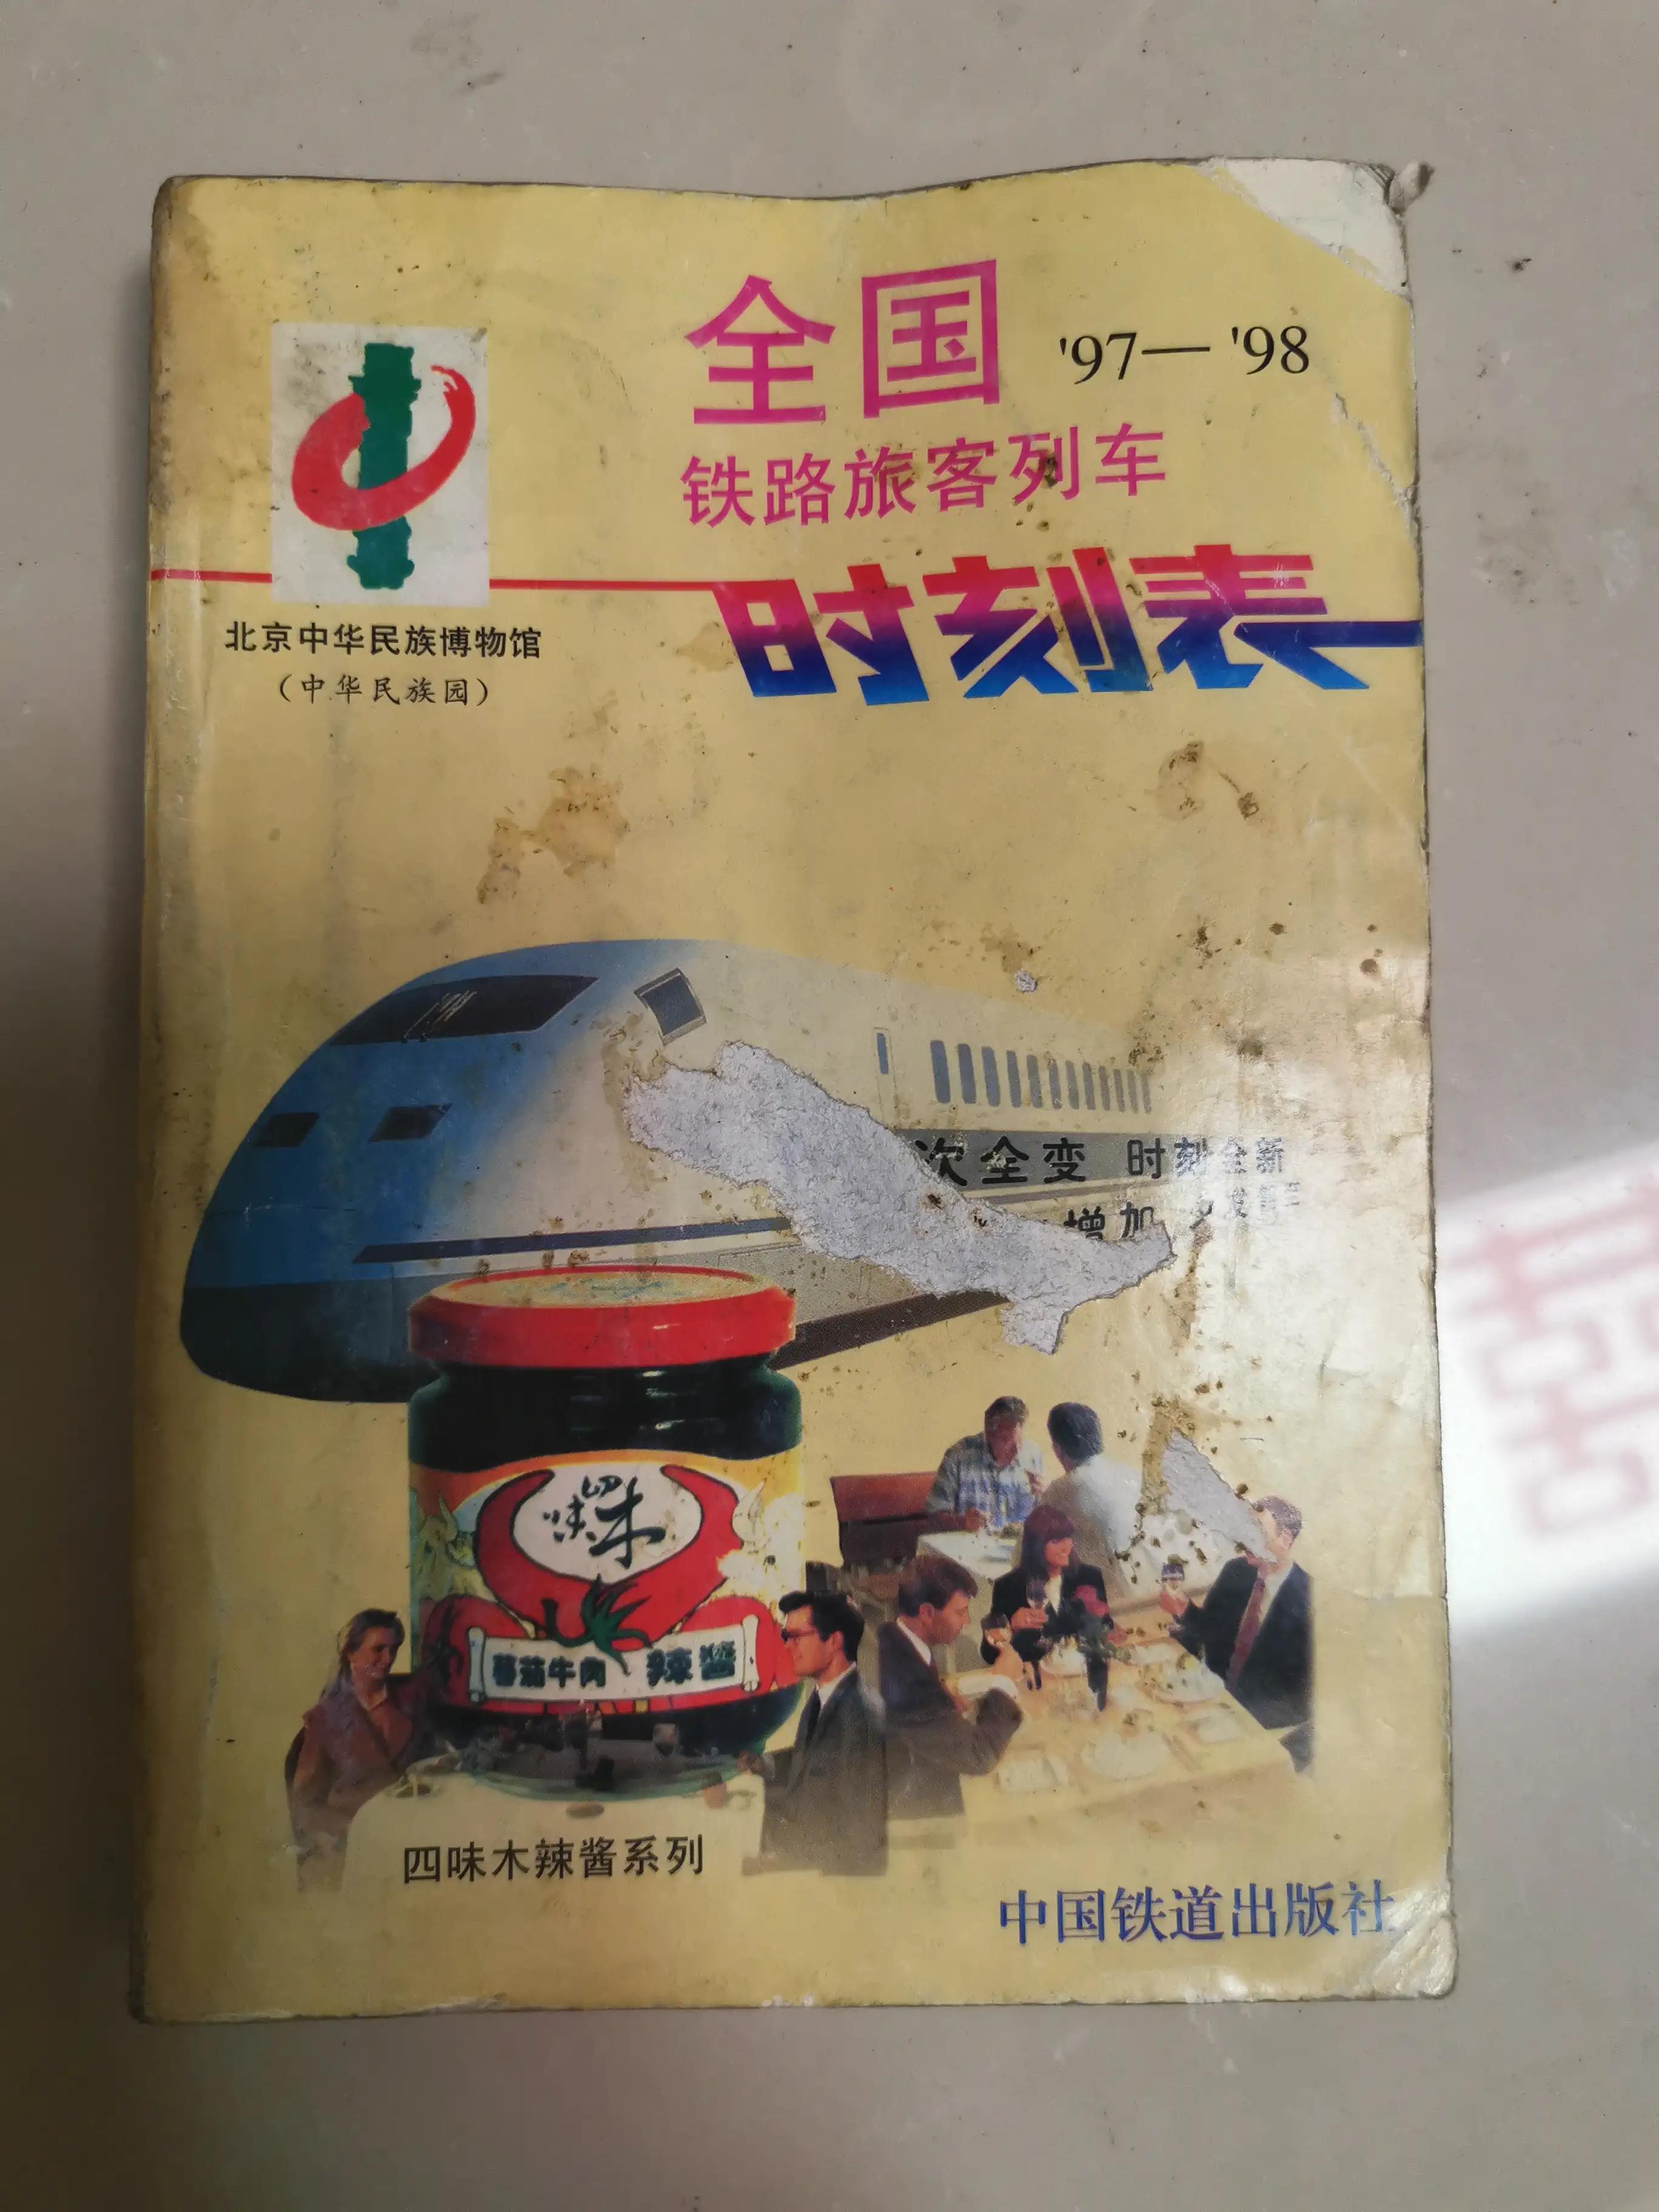 全国 '97— '98
铁路旅客列车
时刻表
北京中华民族博物馆
（中华民族园）
次全变 时刻全新
增加 夕发
四味木
蕃茄牛肉 辣酱
四味木辣酱系列
中国铁道出版社